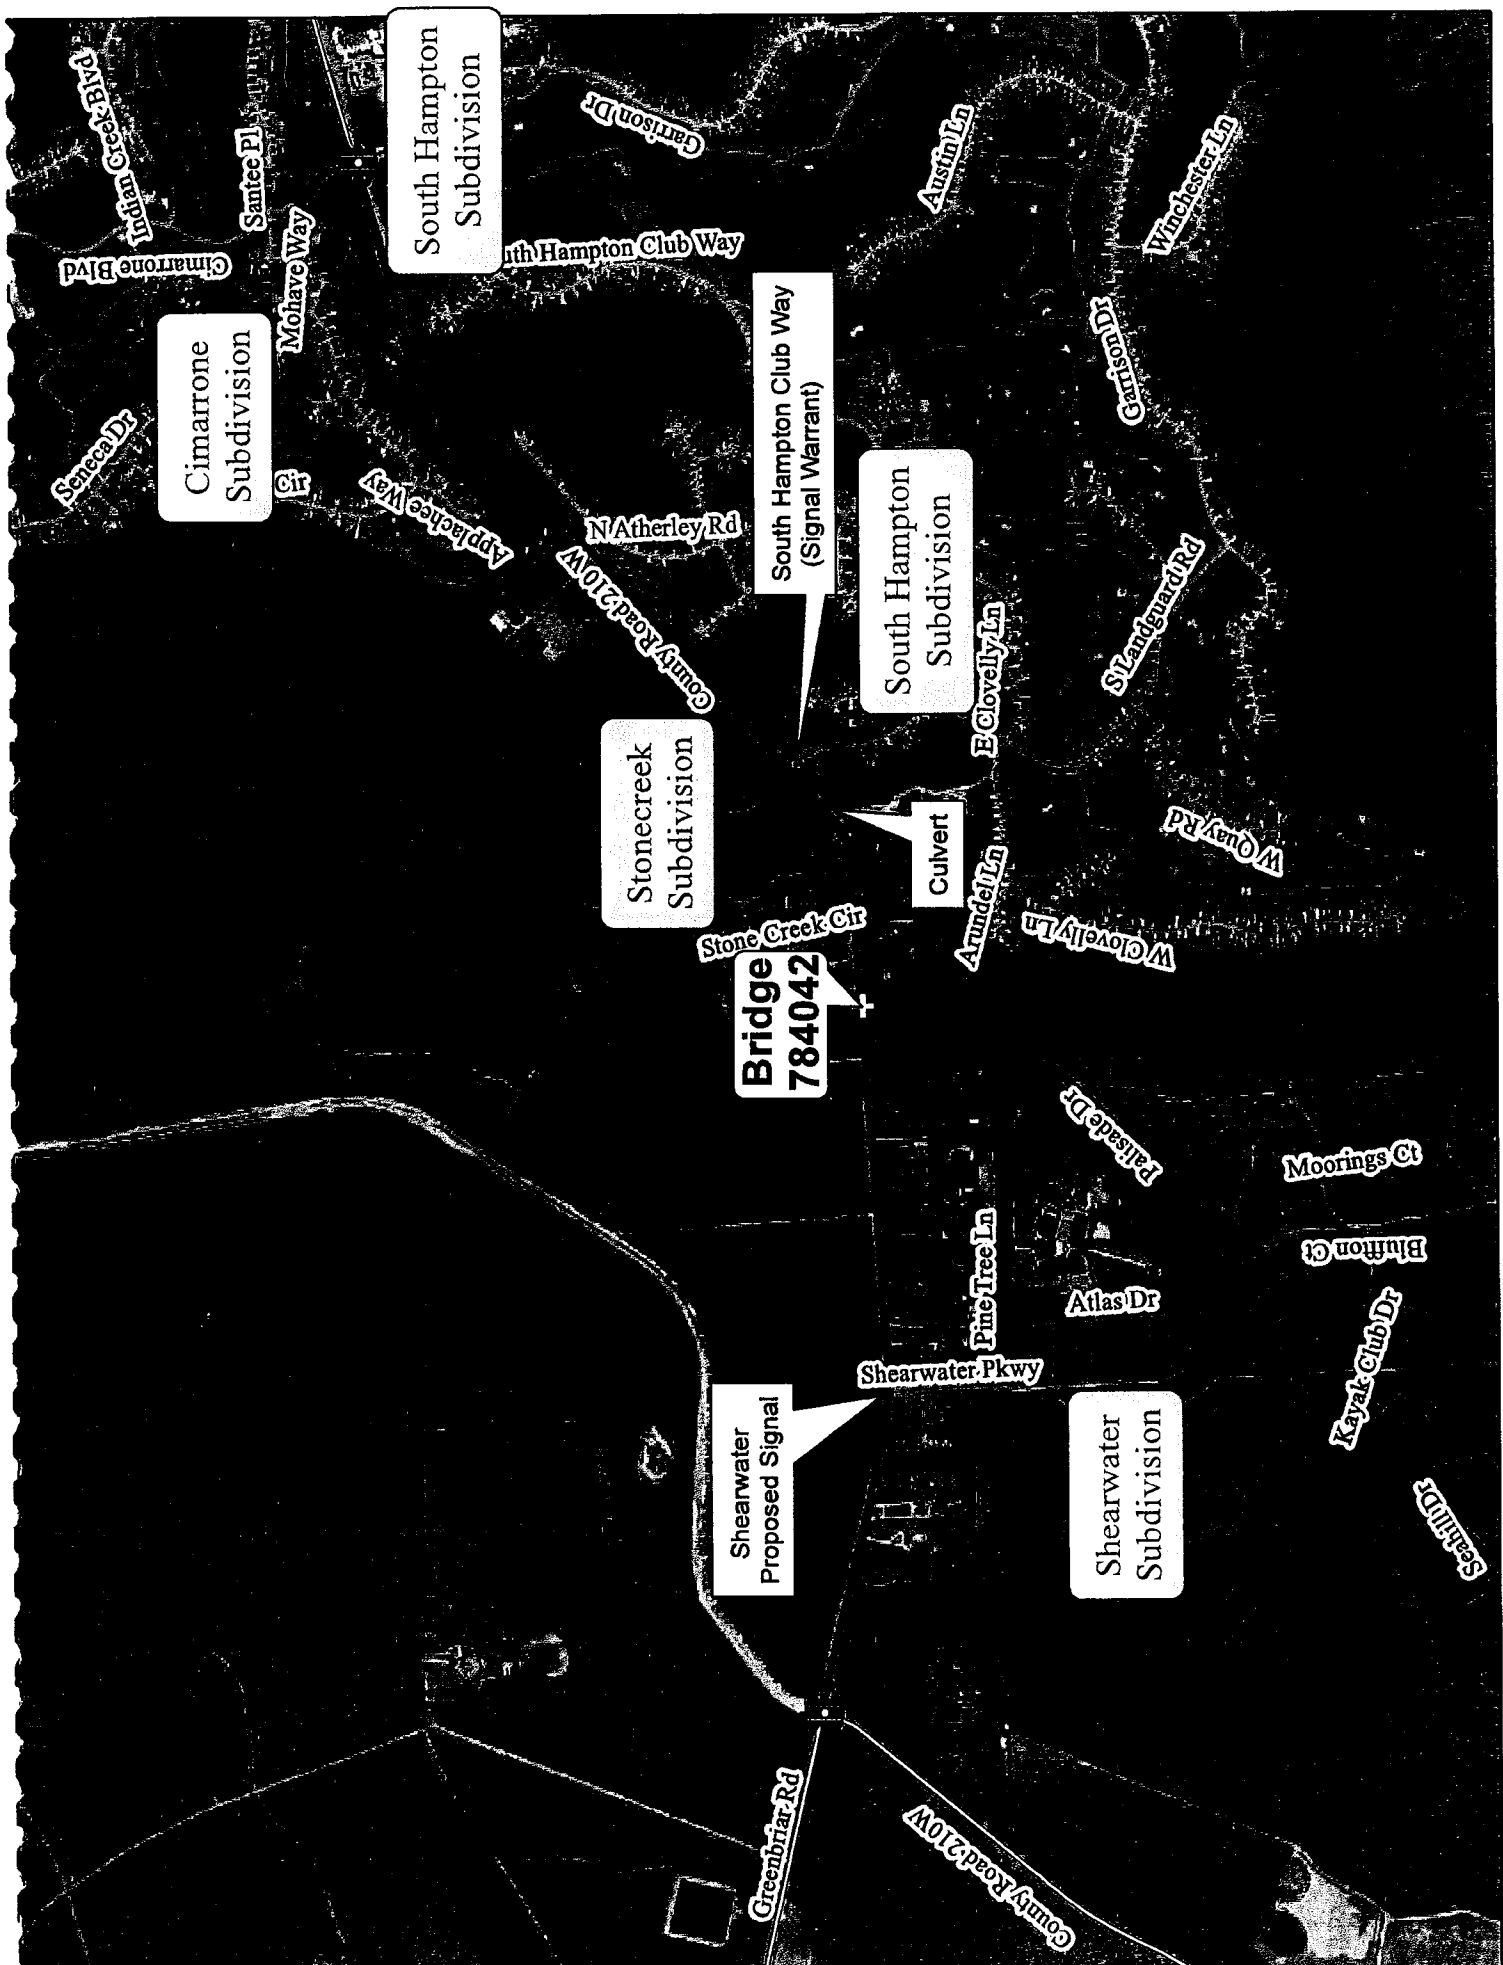 Indian Creek Blvd
Santee Pl
Cimarrone Blvd
Mohave Way
South Hampton
Subdivision
Garrison Dr
Austin Ln
Winchester Ln
uth Hampton Club Way
Seneca Dr
Cimarrone
Subdivision
Cir
Applachee Way
N Atherley Rd
County Road 210 W
South Hampton Club Way
(Signal Warrant)
Garrison Dr
South Hampton
Subdivision
S Landguard Rd
E Clovelly Ln
Stonecreek
Subdivision
Culvert
W Quay Rd
Arundel Ln
W Clovelly Ln
Stone Creek Cir
Bridge
784042
Palisade Dr
Moorings Ct
Bluffton Ct
Pine Tree Ln
Atlas Dr
Kayak Club Dr
Shearwater Pkwy
Shearwater
Proposed Signal
Shearwater
Subdivision
Seahill Dr
Greenbriar Rd
County Road 210 W